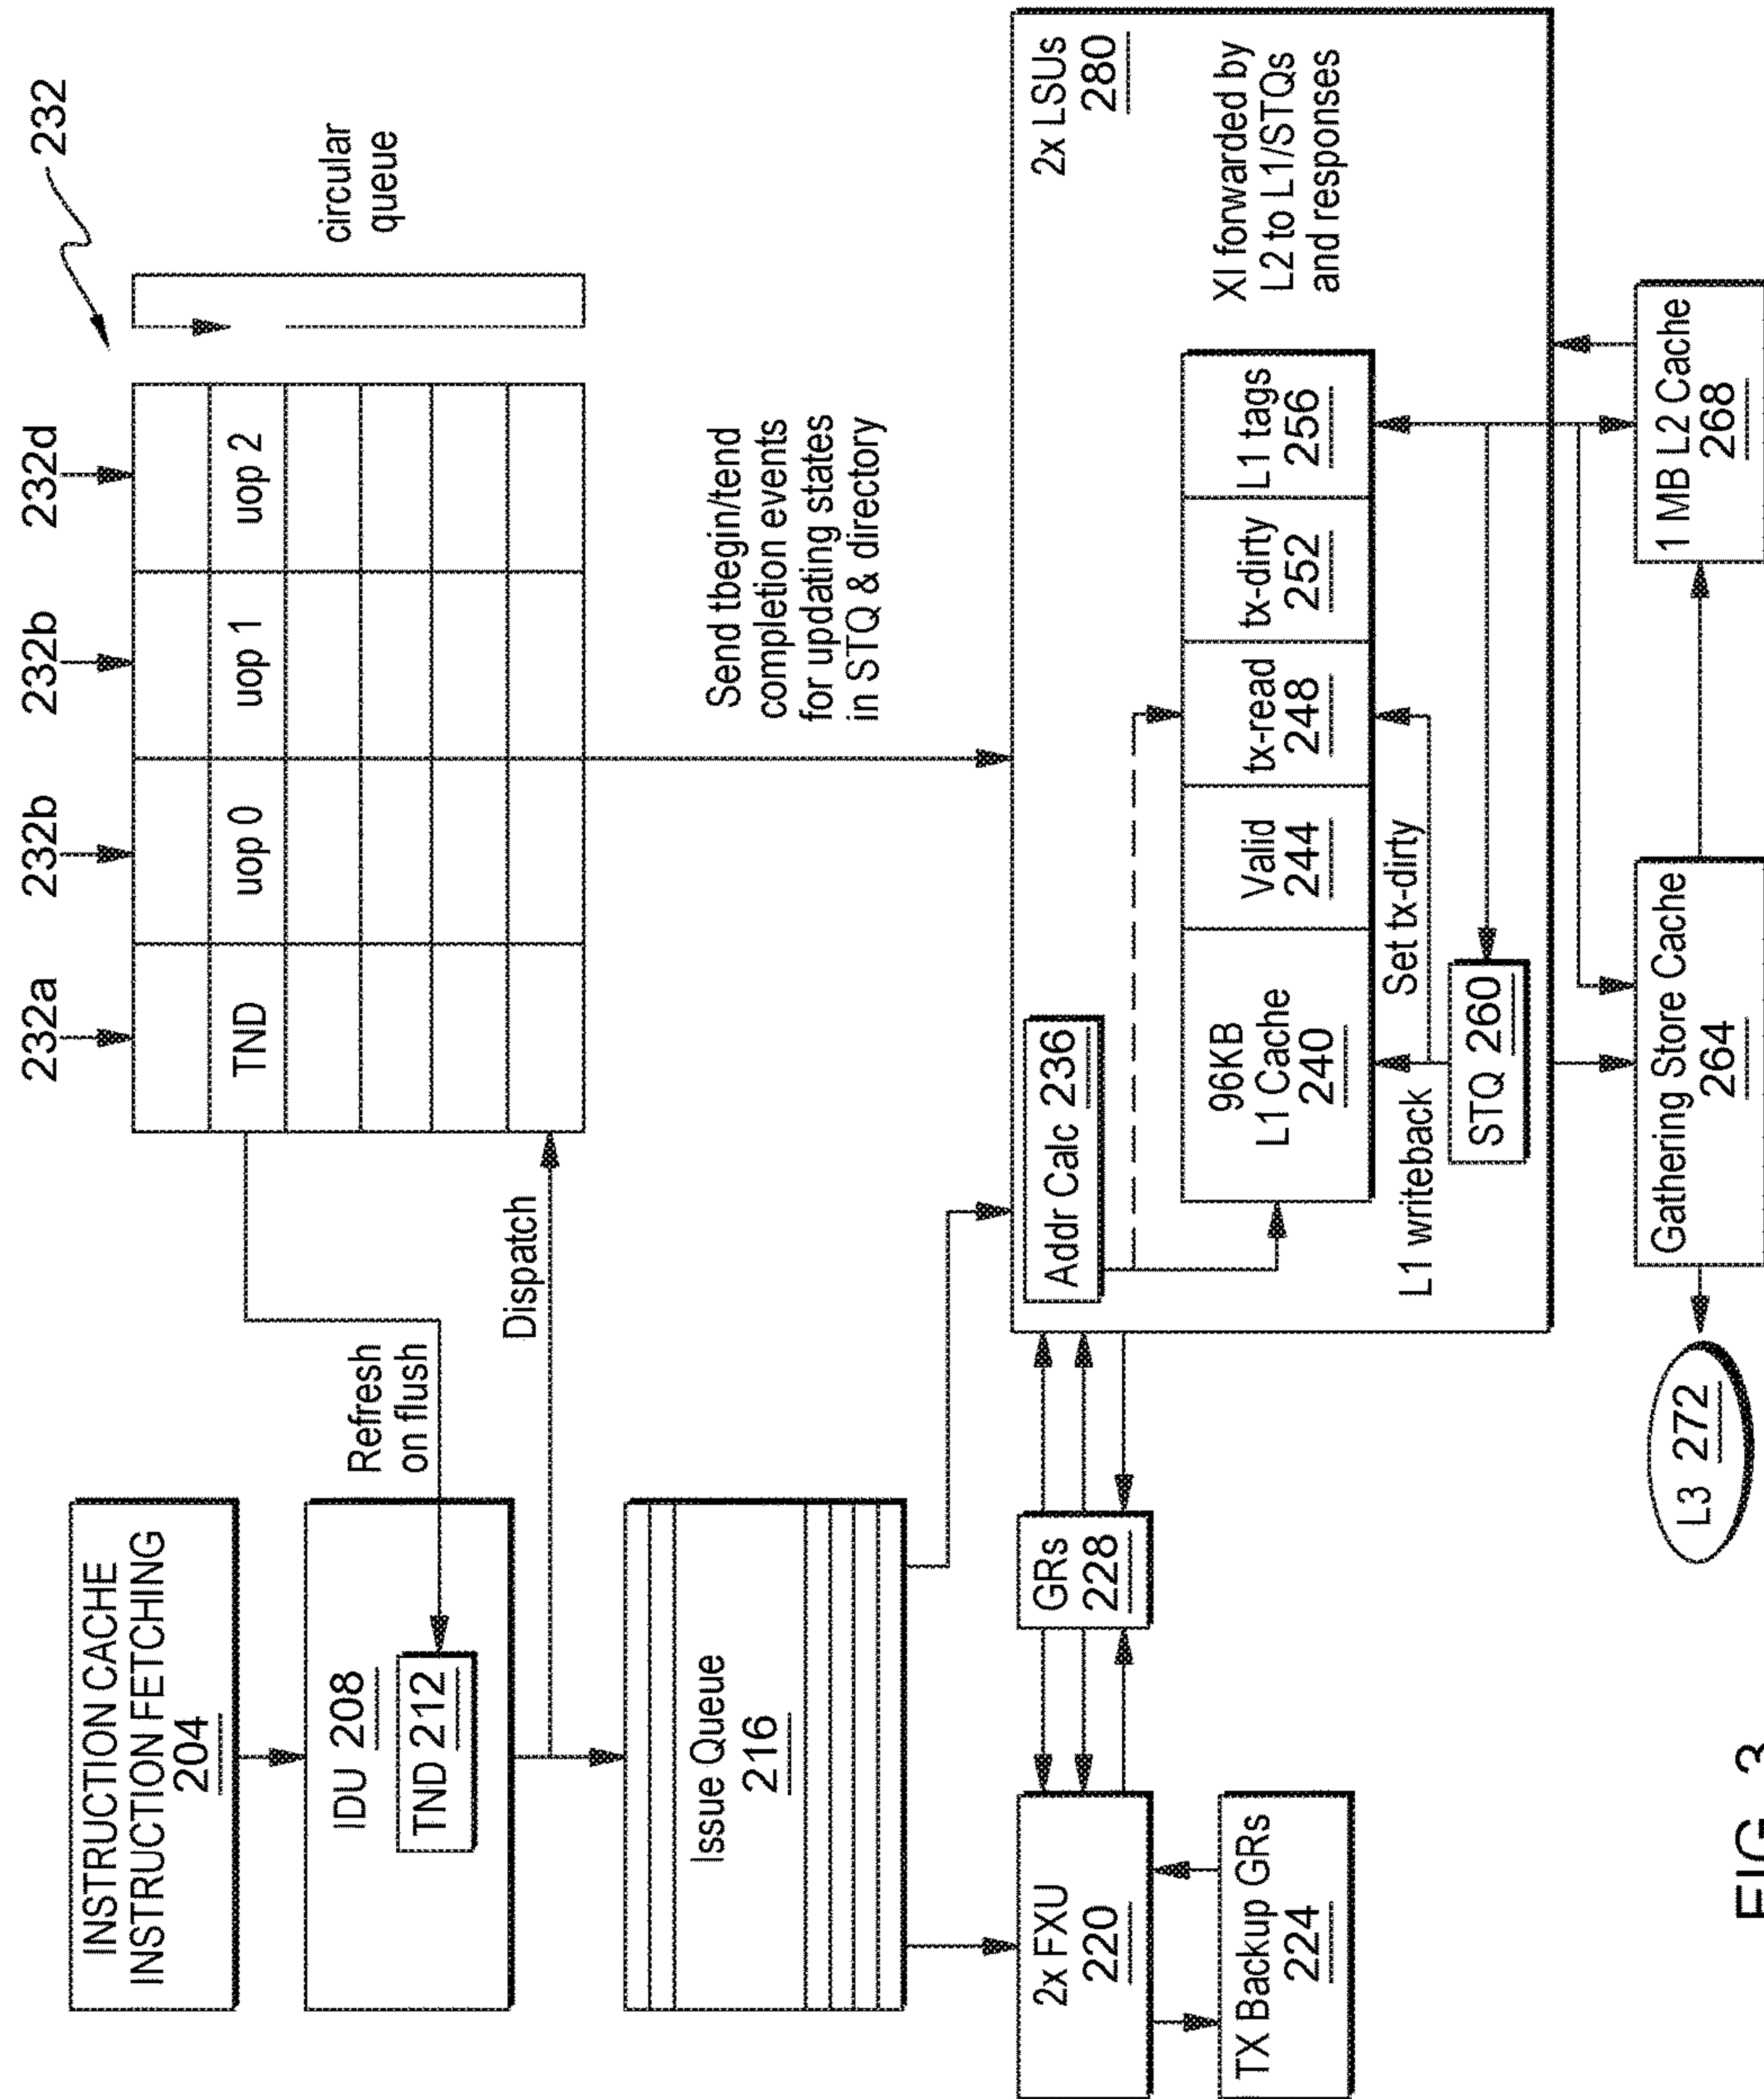 INSTRUCTION CACHE
INSTRUCTION FETCHING
204
IDU 208
TND 212
Refresh
on flush
Dispatch
Issue Queue
216
2x FXU
220
TX Backup GRs
224
GRs
228
232
232a
232b
232b
232d
TND
uop 0
uop 1
uop 2
circular
queue
Send tbegin/tend
completion events
for updating states
in STQ & directory
2x LSUs
280
Addr Calc 236
96KB
L1 Cache
240
Valid
244
tx-read
248
tx-dirty
252
L1 tags
256
XI forwarded by
L2 to L1/STQs
and responses
L1 writeback
Set tx-dirty
STQ 260
Gathering Store Cache
264
1 MB L2 Cache
268
L3 272
FIG. 3